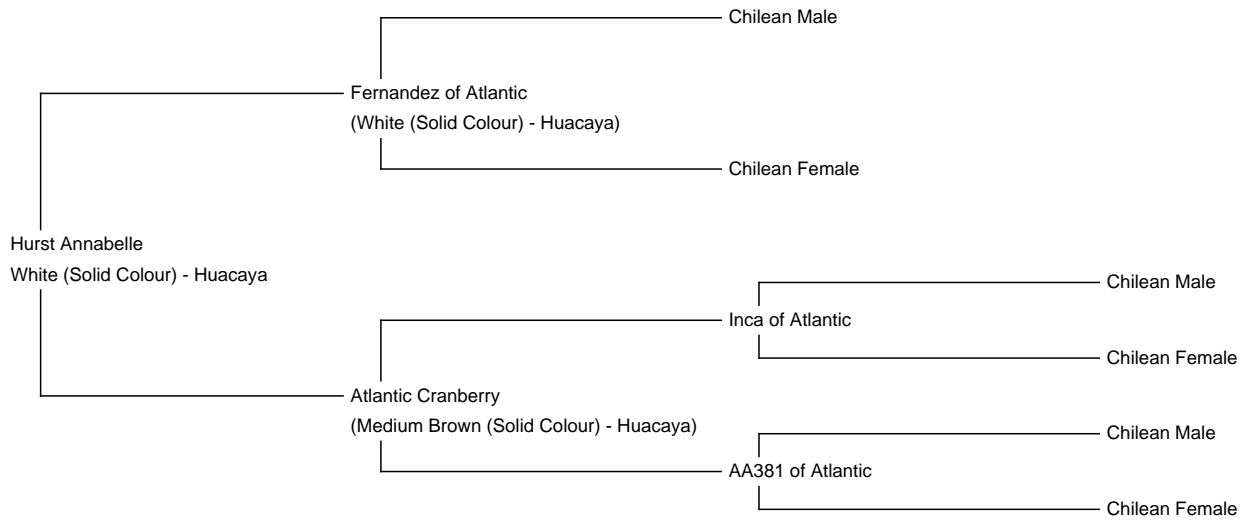 Chilean Male
Fernandez of Atlantic
(White (Solid Colour) - Huacaya)
Chilean Female
Hurst Annabelle
White (Solid Colour) - Huacaya
Chilean Male
Inca of Atlantic
Chilean Female
Atlantic Cranberry
(Medium Brown (Solid Colour) - Huacaya)
Chilean Male
AA381 of Atlantic
Chilean Female